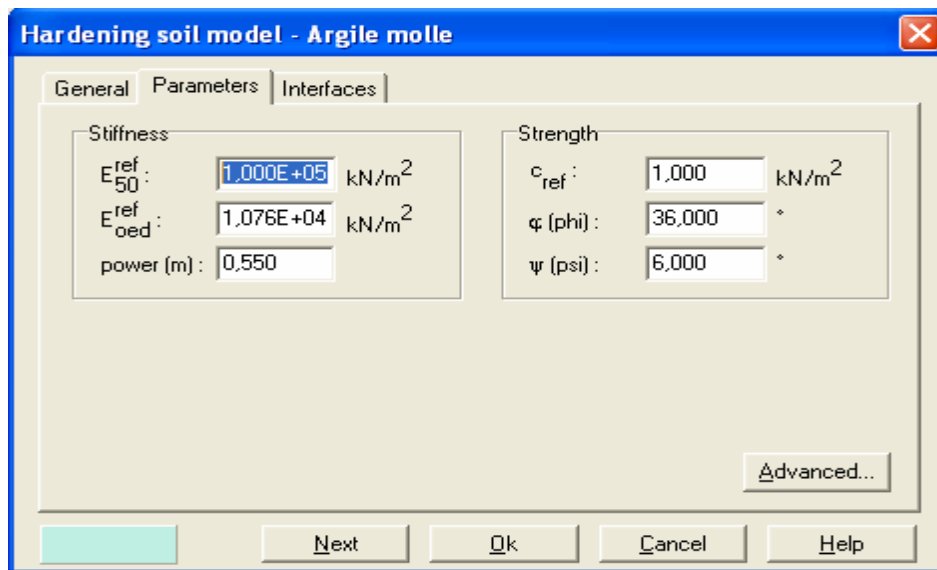 Hardening soil model - Argile molle
General Parameters Interfaces
Stiffness
E50ref : 1,000E+05 kN/m2
Eoedref : 1,076E+04 kN/m2
power (m) : 0,550
Strength
cref : 1,000 kN/m2
φ (phi) : 36,000 °
ψ (psi) : 6,000 °
Advanced...
Next Ok Cancel Help